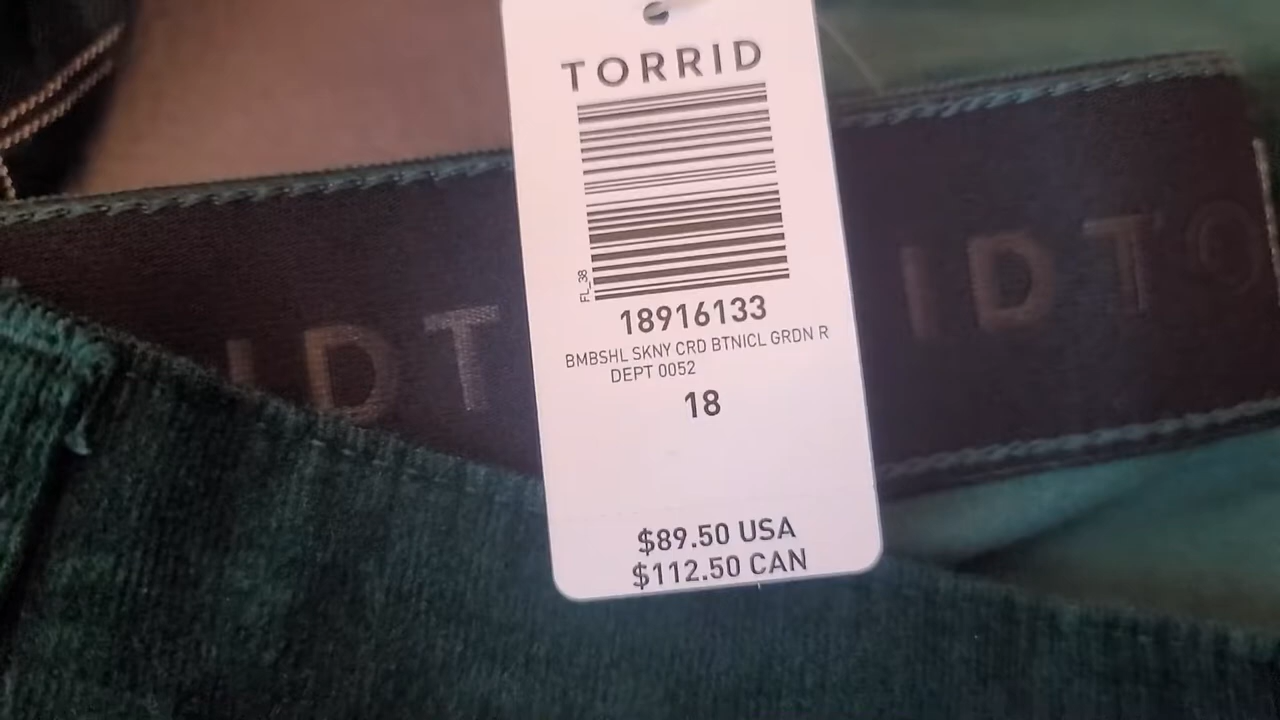 TORRID
FL_38
18916133
BMBSHL SKNY CRD BTNICL GRDN R
DEPT 0052
18
$89.50 USA
$112.50 CAN
IDT
IDTO